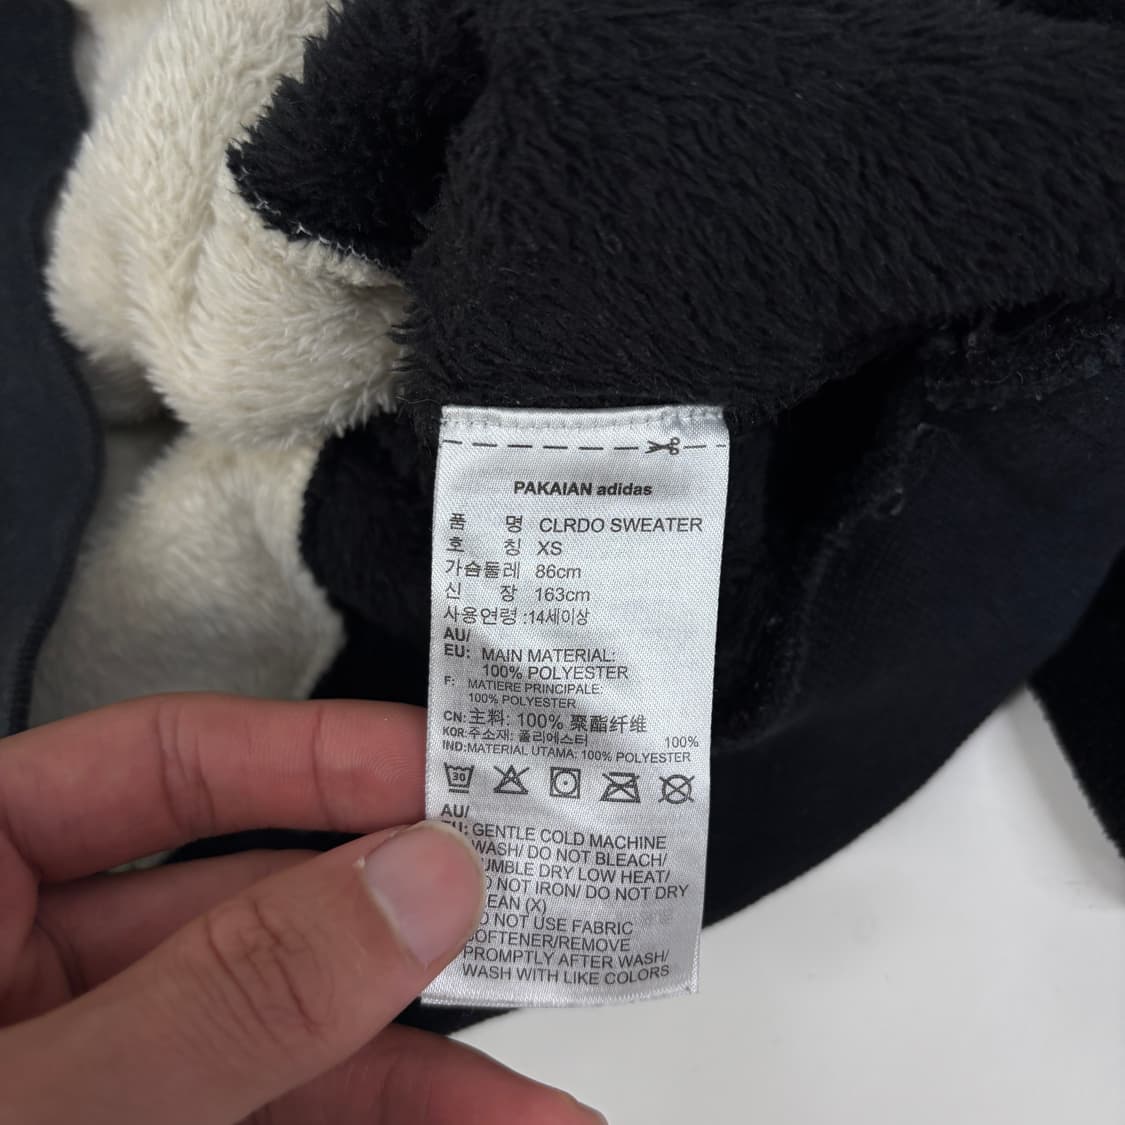 PAKAIAN adidas
품 명 CLRDO SWEATER
호 칭 XS
가슴둘레 86cm
신 장 163cm
사용연령 :14세이상
AU/
EU: MAIN MATERIAL:
100% POLYESTER
F: MATIERE PRINCIPALE:
100% POLYESTER
CN: 主料: 100% 聚酯纤维
KOR: 주소재: 폴리에스터 100%
IND: MATERIAL UTAMA: 100% POLYESTER
30
AU/
GENTLE COLD MACHINE
WASH/ DO NOT BLEACH/
DRY LOW HEAT/
NOT IRON/ DO NOT DRY
(X)
NOT USE FABRIC
SOFTENER/REMOVE
PROMPTLY AFTER WASH/
WASH WITH LIKE COLORS